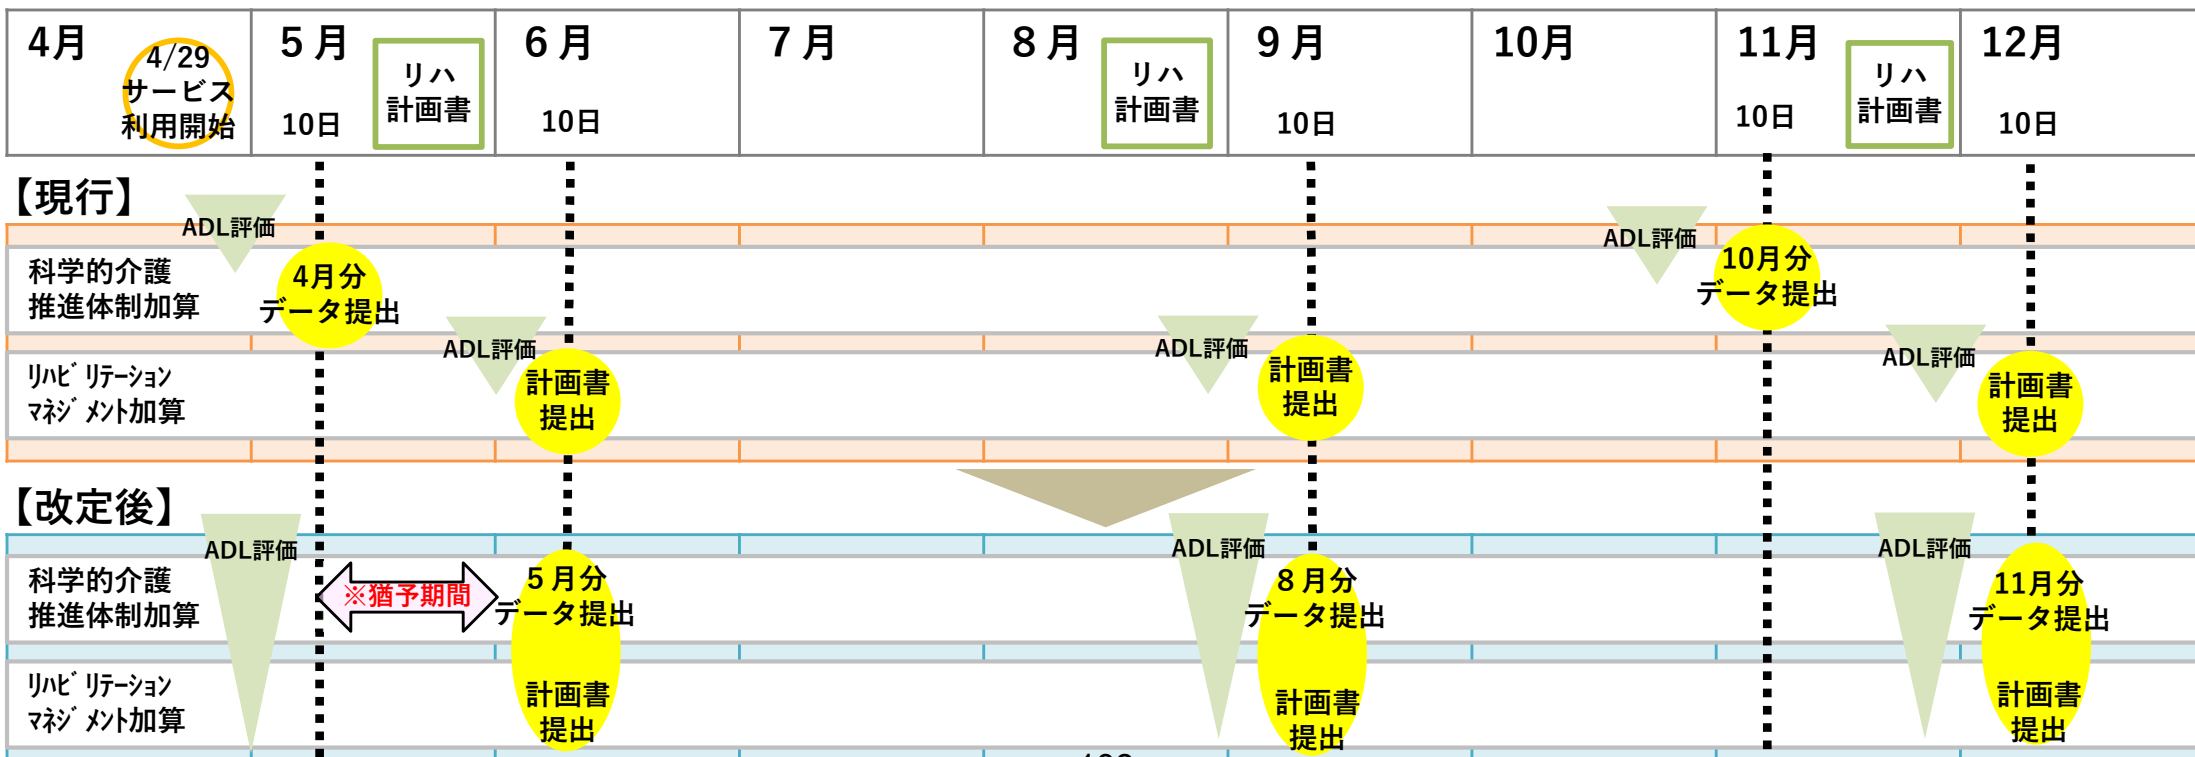 4月
4/29
サービス
利用開始
5月
10日
リハ
計画書
6月
10日
7月
8月
リハ
計画書
9月
10日
10月
11月
10日
リハ
計画書
12月
10日
【現行】
ADL評価
ADL評価
科学的介護
推進体制加算
4月分
データ提出
10月分
データ提出
ADL評価
ADL評価
ADL評価
リハビリテーション
マネジメント加算
計画書
提出
計画書
提出
計画書
提出
【改定後】
ADL評価
ADL評価
ADL評価
科学的介護
推進体制加算
※猶予期間
5月分
データ提出
8月分
データ提出
11月分
データ提出
リハビリテーション
マネジメント加算
計画書
提出
計画書
提出
計画書
提出